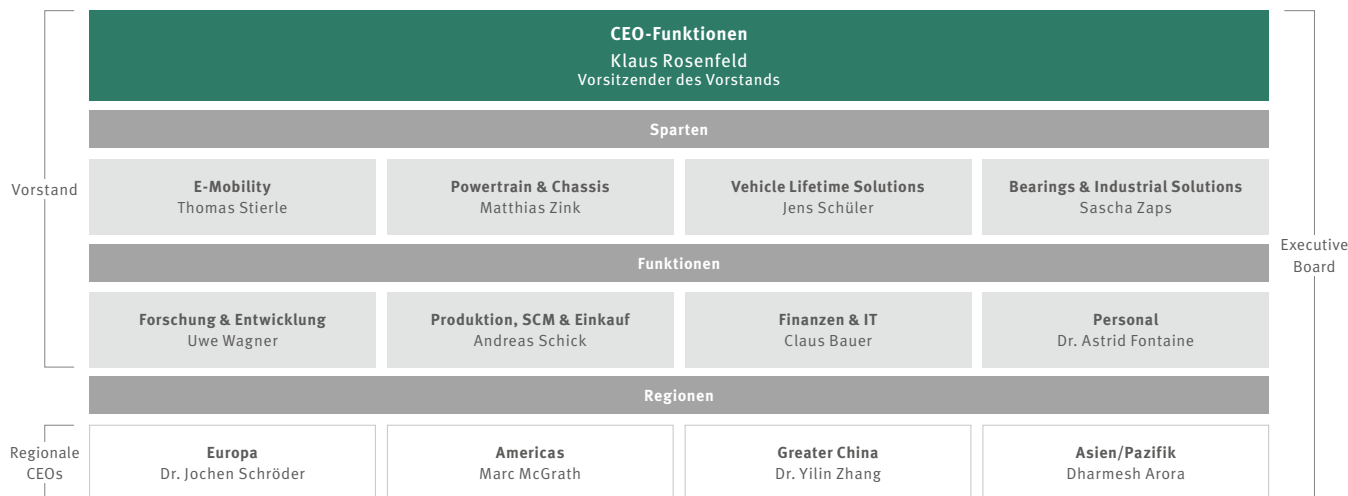 CEO-Funktionen
Klaus Rosenfeld
Vorsitzender des Vorstands
Sparten
Vorstand
E-Mobility
Thomas Stierle
Powertrain & Chassis
Matthias Zink
Vehicle Lifetime Solutions
Jens Schüler
Bearings & Industrial Solutions
Sascha Zaps
Executive
Board
Funktionen
Forschung & Entwicklung
Uwe Wagner
Produktion, SCM & Einkauf
Andreas Schick
Finanzen & IT
Claus Bauer
Personal
Dr. Astrid Fontaine
Regionen
Regionale
CEOs
Europa
Dr. Jochen Schröder
Americas
Marc McGrath
Greater China
Dr. Yilin Zhang
Asien/Pazifik
Dharmesh Arora